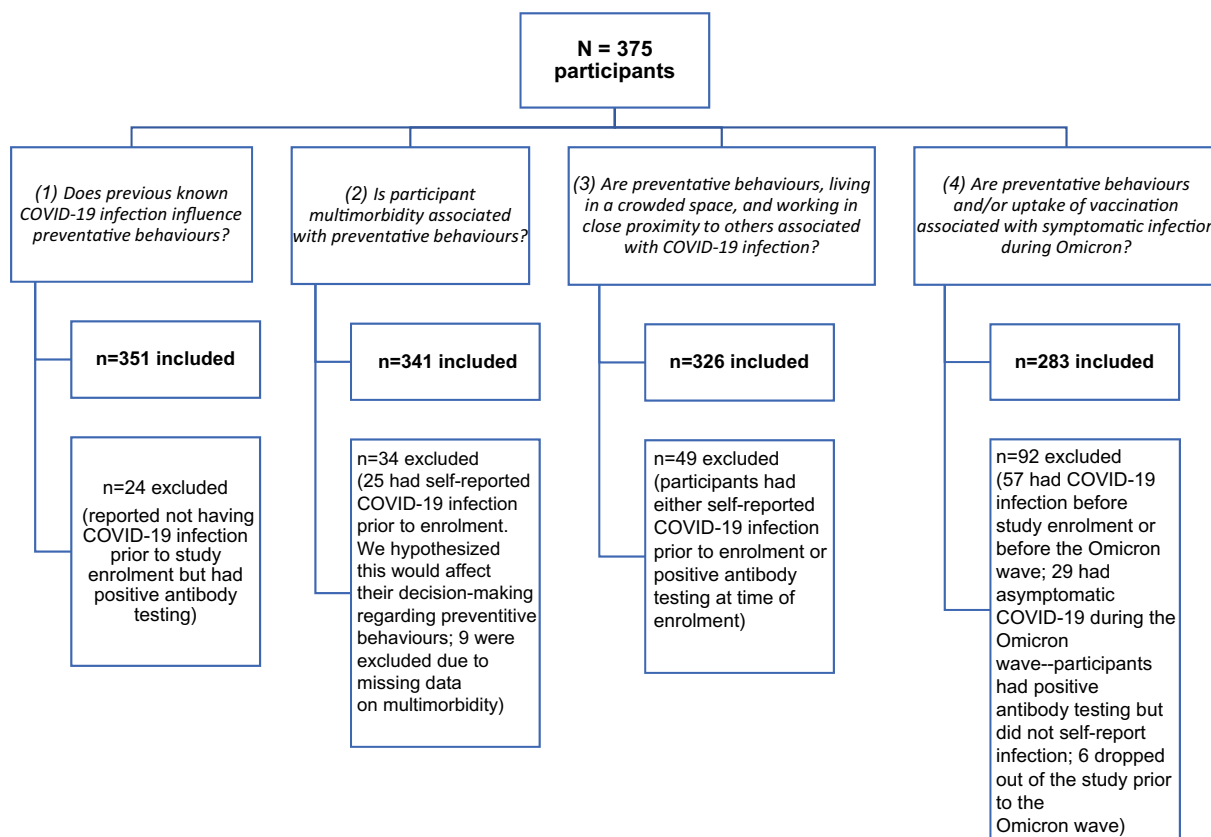 N = 375
participants
(1) Does previous known
COVID-19 infection influence
preventative behaviours?
(2) Is participant
multimorbidity associated
with preventative behaviours?
(3) Are preventative behaviours, living
in a crowded space, and working in
close proximity to others associated
with COVID-19 infection?
(4) Are preventative behaviours
and/or uptake of vaccination
associated with symptomatic infection
during Omicron?
n=351 included
n=341 included
n=326 included
n=283 included
n=24 excluded
(reported not having
COVID-19 infection
prior to study
enrolment but had
positive antibody
testing)
n=34 excluded
(25 had self-reported
COVID-19 infection
prior to enrolment.
We hypothesized
this would affect
their decision-making
regarding preventitive
behaviours; 9 were
excluded due to
missing data
on multimorbidity)
n=49 excluded
(participants had
either self-reported
COVID-19 infection
prior to enrolment or
positive antibody
testing at time of
enrolment)
n=92 excluded
(57 had COVID-19
infection before
study enrolment or
before the Omicron
wave; 29 had
asymptomatic
COVID-19 during the
Omicron
wave--participants
had positive
antibody testing but
did not self-report
infection; 6 dropped
out of the study prior
to the
Omicron wave)